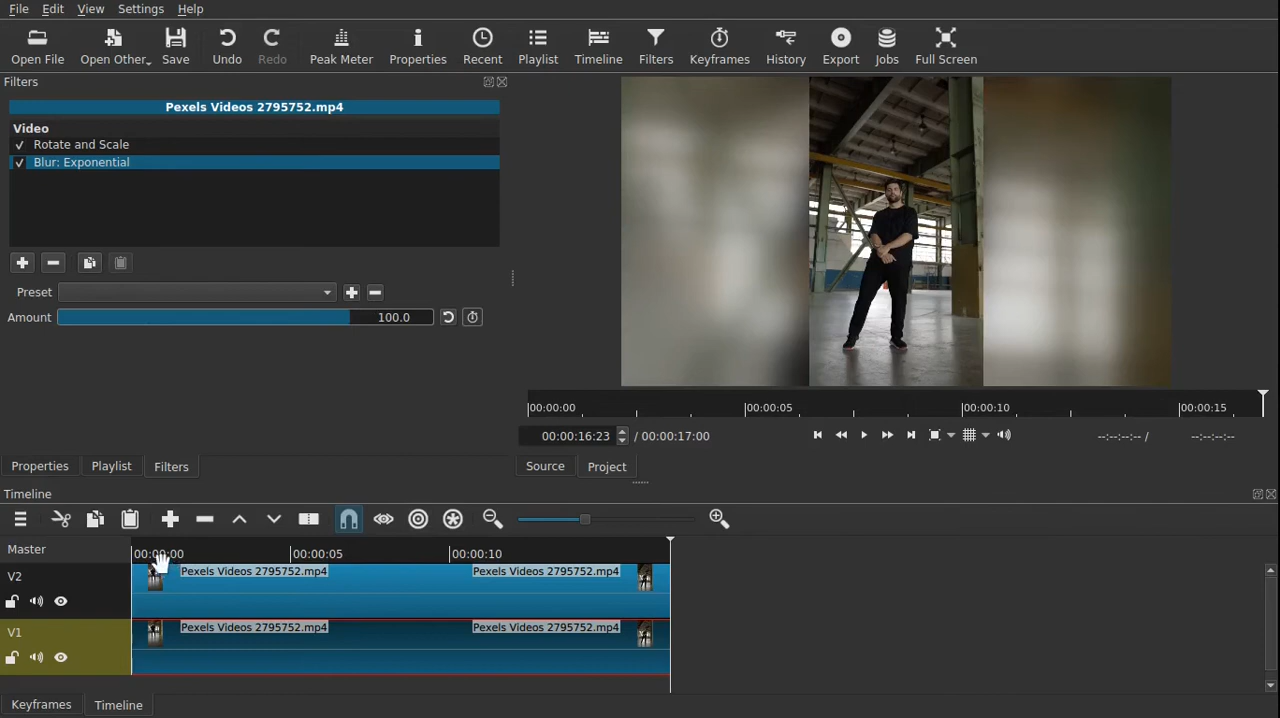 File Edit View Settings Help
Open File Open Other... Save Undo Redo Peak Meter Properties Recent Playlist Timeline Filters Keyframes History Export Jobs Full Screen
Filters
Pexels Videos 2795752.mp4
Video
✓ Rotate and Scale
✓ Blur: Exponential
Preset
Amount 100.0
00:00:00 00:00:05 00:00:10 00:00:15
00:00:16:23 / 00:00:17:00 --:--:--:-- / --:--:--:--
Properties Playlist Filters Source Project
Timeline
Master 00:00:00 00:00:05 00:00:10
V2 Pexels Videos 2795752.mp4 Pexels Videos 2795752.mp4
V1 Pexels Videos 2795752.mp4 Pexels Videos 2795752.mp4
Keyframes Timeline